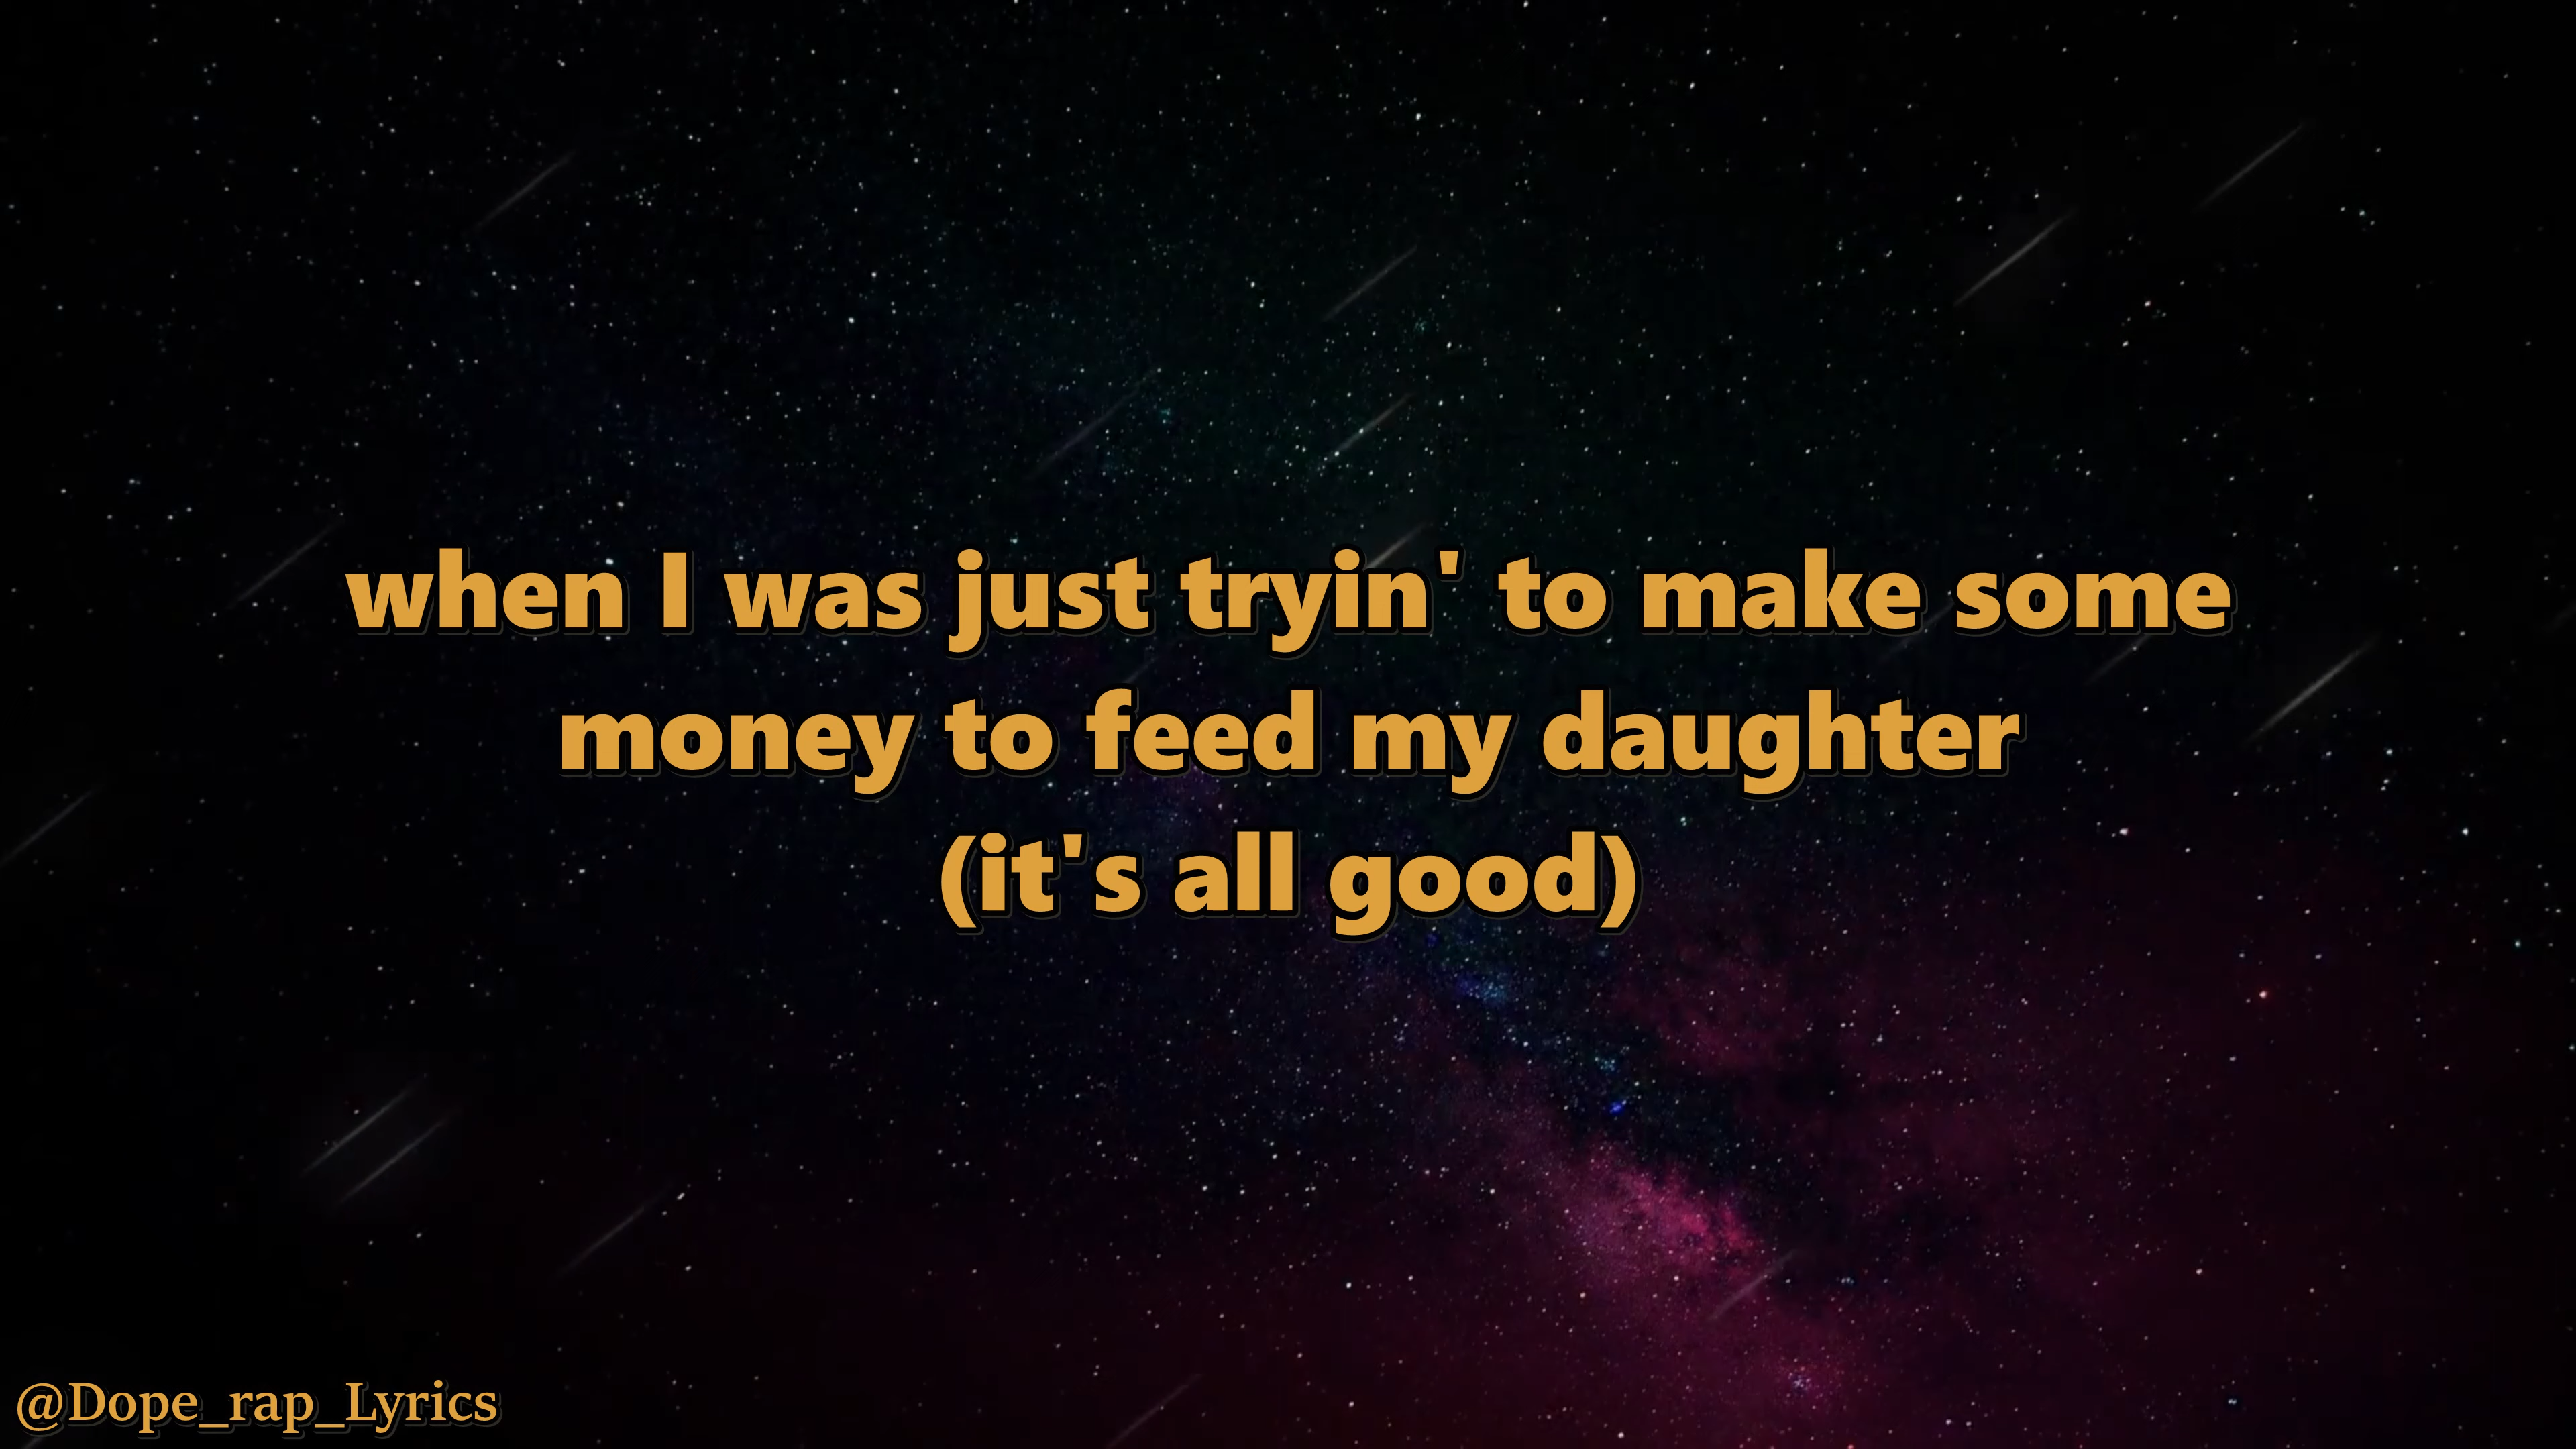 when I was just tryin' to make some
money to feed my daughter
(it's all good)
@Dope_rap_Lyrics